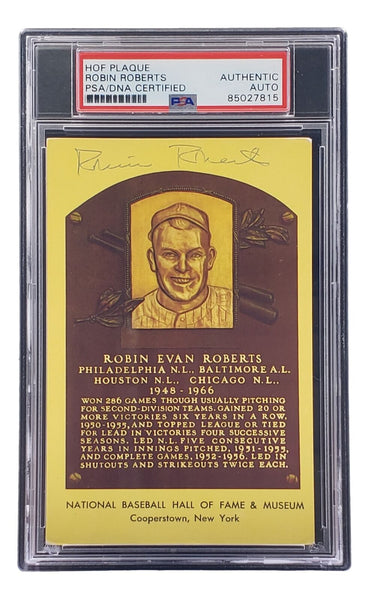 HOF PLAQUE
ROBIN ROBERTS
PSA/DNA CERTIFIED
AUTHENTIC
AUTO
PSA
85027815
Robin Roberts
ROBIN EVAN ROBERTS
PHILADELPHIA N.L., BALTIMORE A.L.
HOUSTON N.L., CHICAGO N.L.,
1948 - 1966
WON 286 GAMES THOUGH USUALLY PITCHING
FOR SECOND-DIVISION TEAMS. GAINED 20 OR
MORE VICTORIES SIX YEARS IN A ROW,
1950-1955, AND TOPPED LEAGUE OR TIED
FOR LEAD IN VICTORIES FOUR SUCCESSIVE
SEASONS. LED N.L. FIVE CONSECUTIVE
YEARS IN INNINGS PITCHED, 1951-1955,
AND COMPLETE GAMES, 1952-1956. LED IN
SHUTOUTS AND STRIKEOUTS TWICE EACH.
NATIONAL BASEBALL HALL OF FAME & MUSEUM
Cooperstown, New York